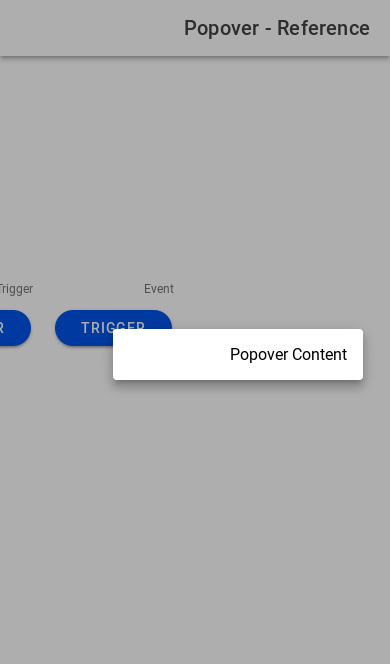 Popover - Reference
Event
Trigger
TRIGGER
R
Popover Content